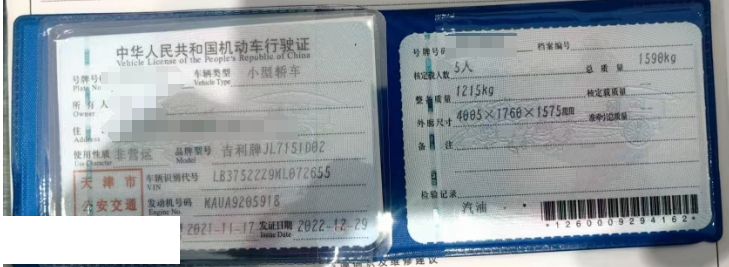 中华人民共和国机动车行驶证
Vehicle License of the People's Republic of China
号牌号码
Plate No.
车辆类型 小型轿车
Vehicle Type
所有人
Owner
住
Address
使用性质 非营运
Use Character
品牌型号 吉利牌JL7151D02
Model
天津市
公安交通
车辆识别代号 LB375ZZZ9ML072655
VIN
发动机号码 MAUA9205918
Engine No.
2021-11-17 发证日期 2022-12-29
Issue Date
号牌号码
档案编号
核定载人数 5人
总质量 1590kg
整备质量 1215kg
核定载质量
外廓尺寸 4005×1760×1575mm
准牵引总质量
备注
检验记录
汽油
*1260009294162*